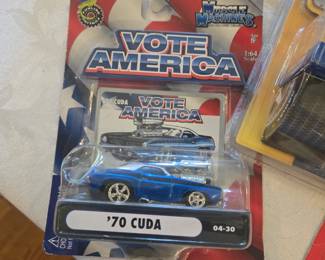 MUSCLE
MACHINES
1:64
VOTE
AMERICA
CUDA
VOTE
AMERICA
'70 CUDA
04-30